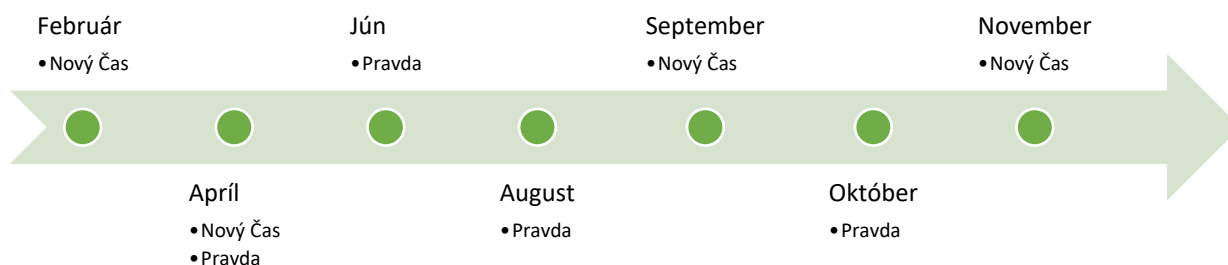 Február
•Nový Čas
Apríl
•Nový Čas
•Pravda
Jún
•Pravda
August
•Pravda
September
•Nový Čas
Október
•Pravda
November
•Nový Čas